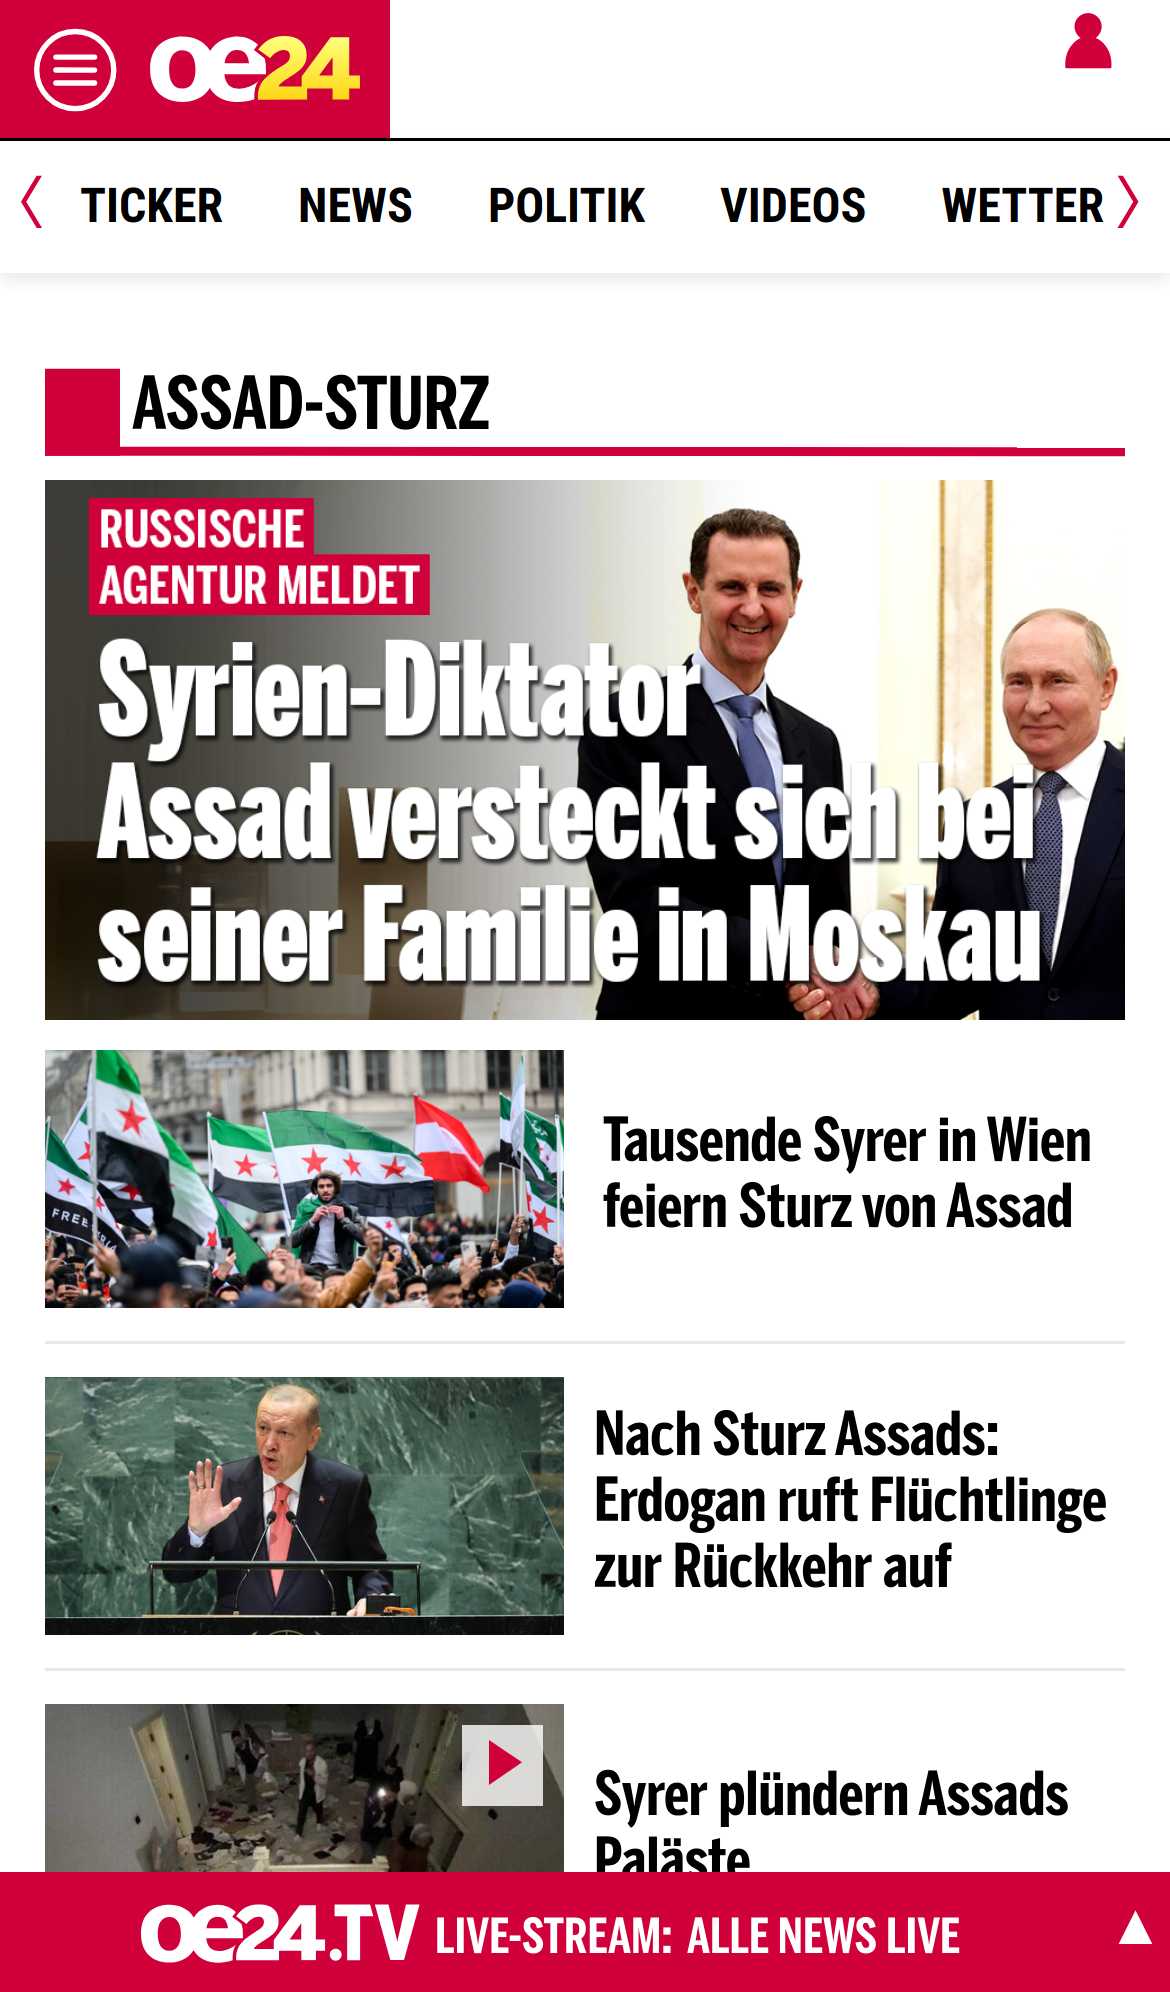 oe24
TICKER NEWS POLITIK VIDEOS WETTER
ASSAD-STURZ
RUSSISCHE
AGENTUR MELDET
Syrien-Diktator
Assad versteckt sich bei
seiner Familie in Moskau
FREE
Tausende Syrer in Wien
feiern Sturz von Assad
Nach Sturz Assads:
Erdogan ruft Flüchtlinge
zur Rückkehr auf
Syrer plündern Assads
Paläste
oe24.TV LIVE-STREAM: ALLE NEWS LIVE